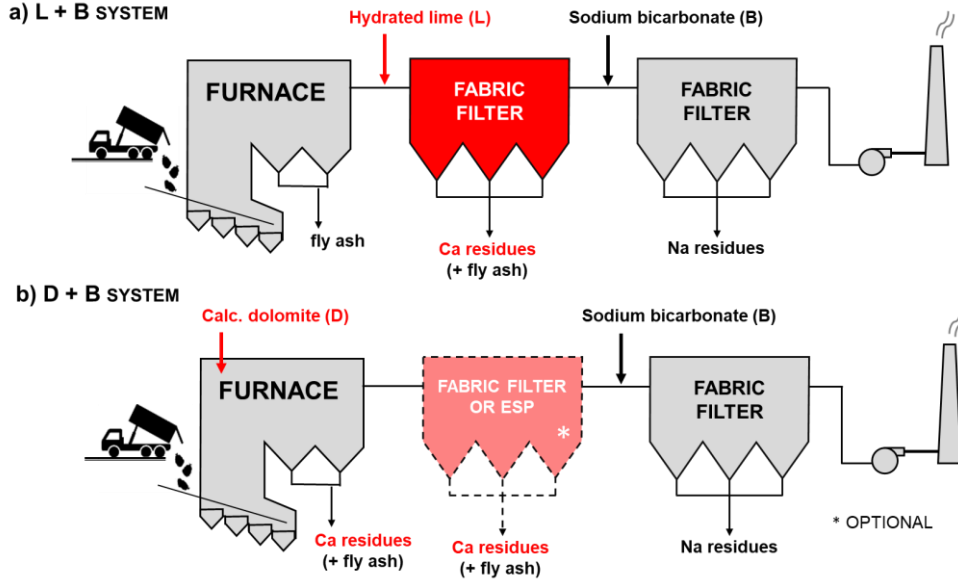 a) L + B SYSTEM
Hydrated lime (L)
Sodium bicarbonate (B)
FURNACE
FABRIC
FILTER
FABRIC
FILTER
fly ash
Ca residues
(+ fly ash)
Na residues
b) D + B SYSTEM
Calc. dolomite (D)
Sodium bicarbonate (B)
FURNACE
FABRIC FILTER
OR ESP
*
FABRIC
FILTER
Ca residues
(+ fly ash)
Ca residues
(+ fly ash)
Na residues
* OPTIONAL